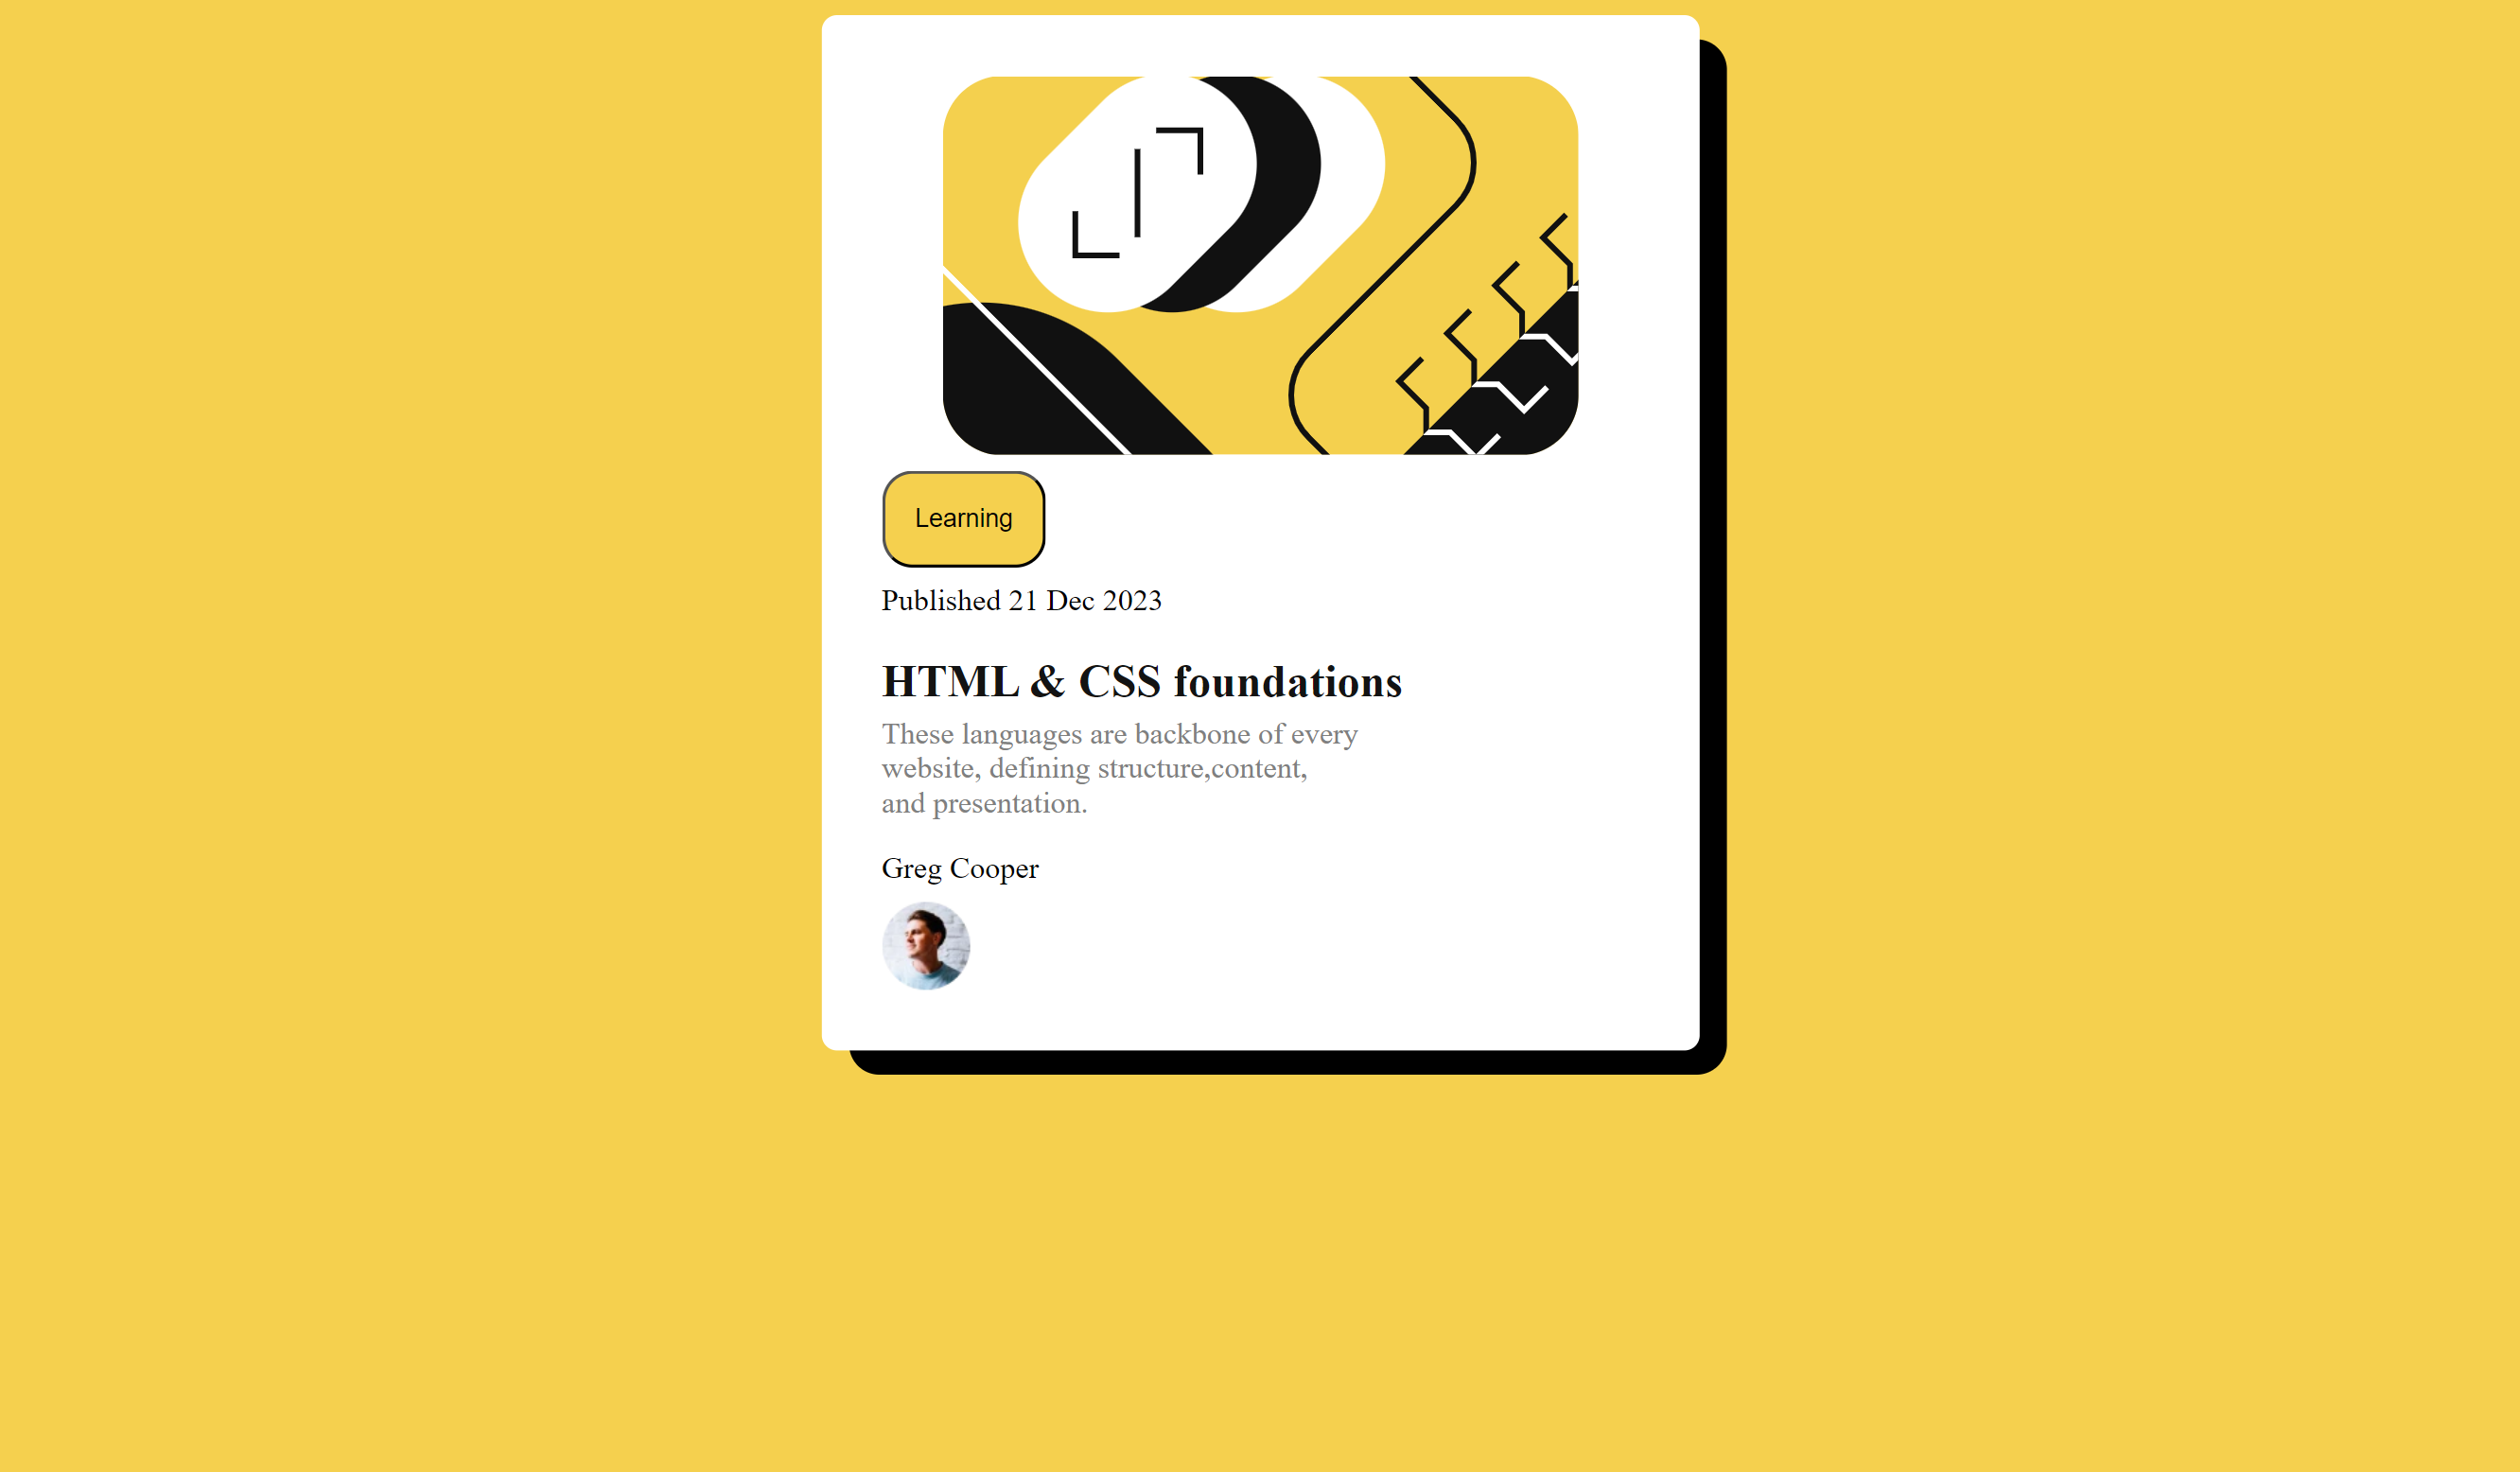 Learning
Published 21 Dec 2023
HTML & CSS foundations
These languages are backbone of every
website, defining structure,content,
and presentation.
Greg Cooper